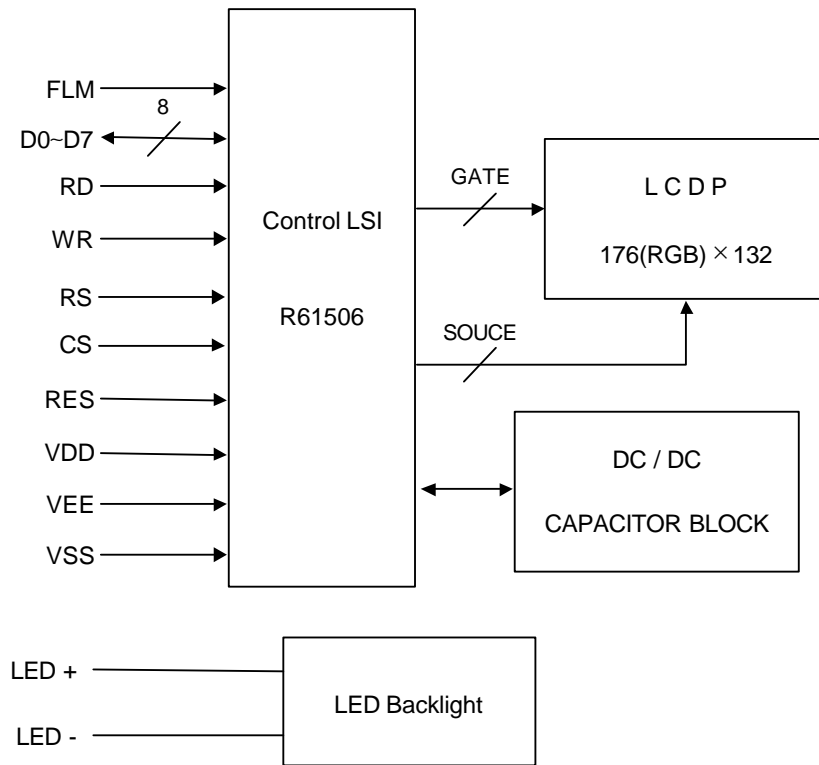 FLM
8
D0~D7
RD
WR
RS
CS
RES
VDD
VEE
VSS
Control LSI
R61506
GATE
SOUCE
L C D P
176(RGB) × 132
DC / DC
CAPACITOR BLOCK
LED +
LED -
LED Backlight